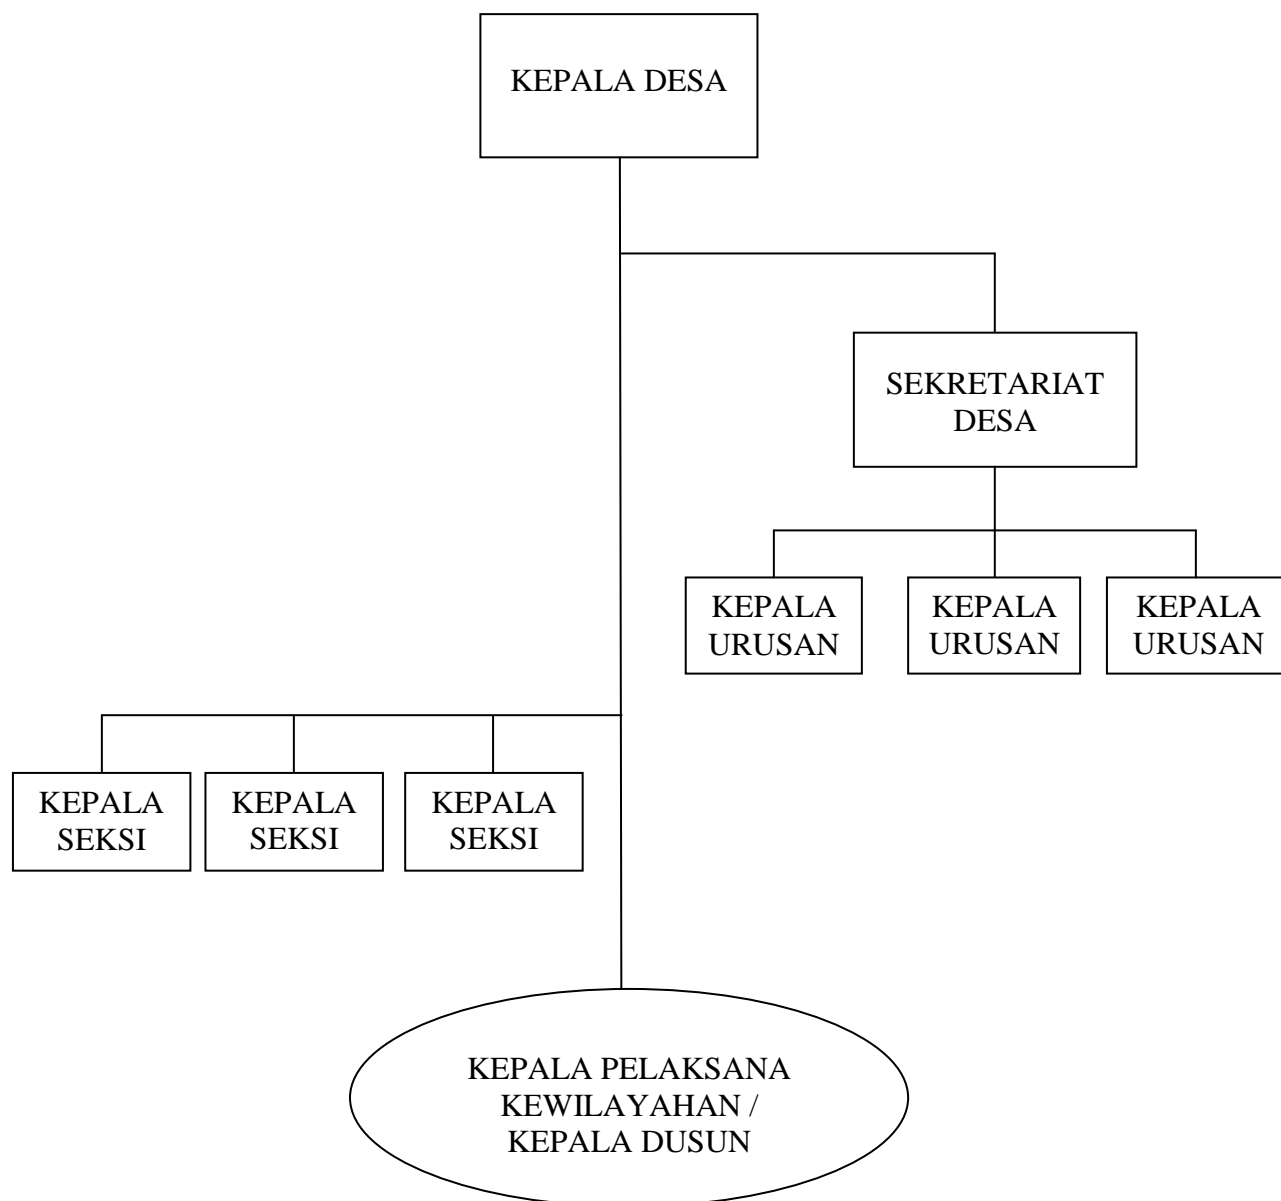 KEPALA DESA
SEKRETARIAT
DESA
KEPALA
URUSAN
KEPALA
URUSAN
KEPALA
URUSAN
KEPALA
SEKSI
KEPALA
SEKSI
KEPALA
SEKSI
KEPALA PELAKSANA
KEWILAYAHAN /
KEPALA DUSUN